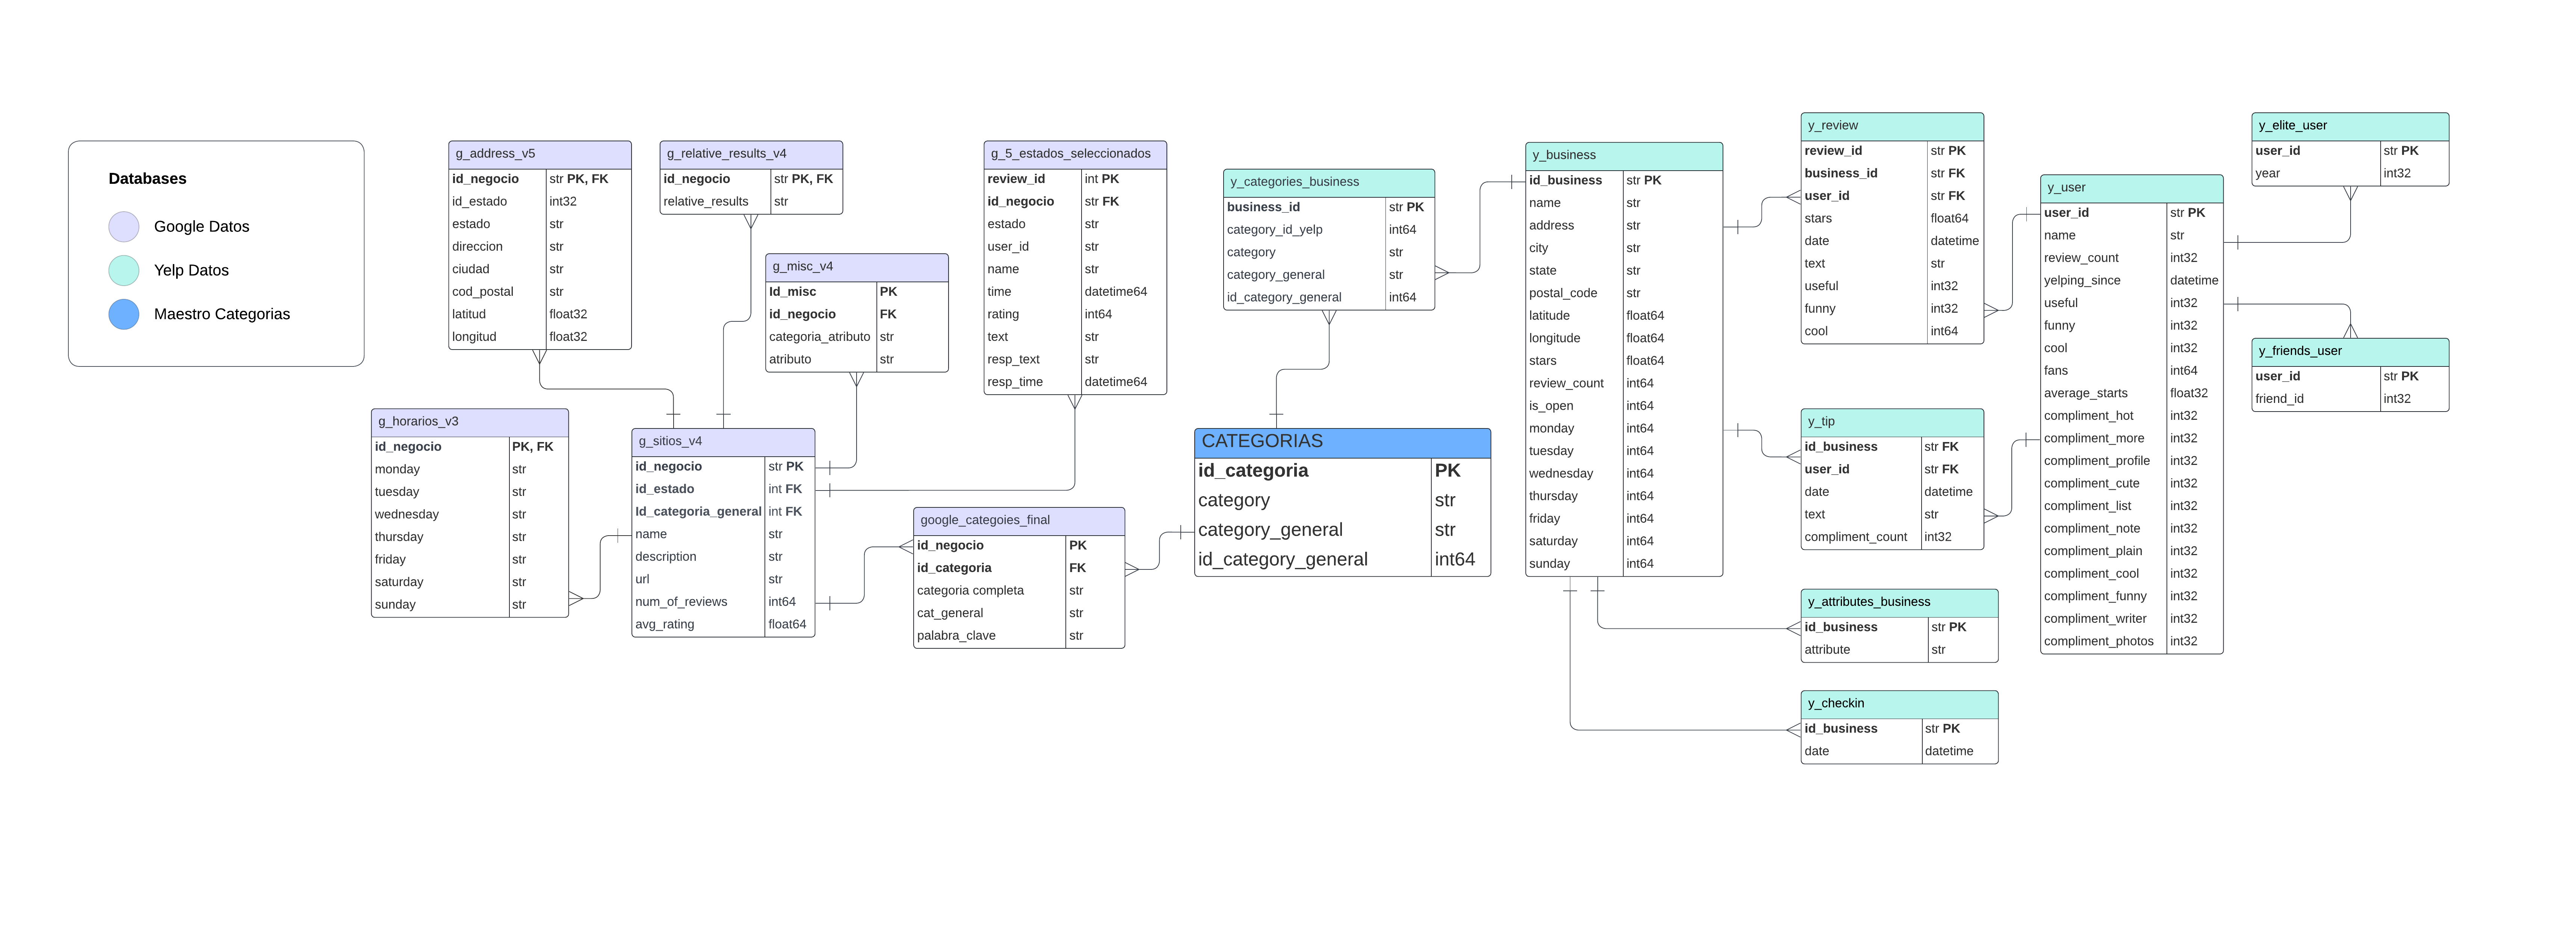 Databases
Google Datos
Yelp Datos
Maestro Categorias
g_address_v5
id_negocio str PK, FK
id_estado int32
estado str
direccion str
ciudad str
cod_postal str
latitud float32
longitud float32
g_relative_results_v4
id_negocio str PK, FK
relative_results str
g_misc_v4
Id_misc PK
id_negocio FK
categoria_atributo str
atributo str
g_5_estados_seleccionados
review_id int PK
id_negocio str FK
estado str
user_id str
name str
time datetime64
rating int64
text str
resp_text str
resp_time datetime64
g_horarios_v3
id_negocio PK, FK
monday str
tuesday str
wednesday str
thursday str
friday str
saturday str
sunday str
g_sitios_v4
id_negocio str PK
id_estado int FK
Id_categoria_general int FK
name str
description str
url str
num_of_reviews int64
avg_rating float64
google_categoies_final
id_negocio PK
id_categoria FK
categoria completa str
cat_general str
palabra_clave str
y_categories_business
business_id str PK
category_id_yelp int64
category str
category_general str
id_category_general int64
CATEGORIAS
id_categoria PK
category str
category_general str
id_category_general int64
y_business
id_business str PK
name str
address str
city str
state str
postal_code str
latitude float64
longitude float64
stars float64
review_count int64
is_open int64
monday int64
tuesday int64
wednesday int64
thursday int64
friday int64
saturday int64
sunday int64
y_review
review_id str PK
business_id str FK
user_id str FK
stars float64
date datetime
text str
useful int32
funny int32
cool int64
y_tip
id_business str FK
user_id str FK
date datetime
text str
compliment_count int32
y_attributes_business
id_business str PK
attribute str
y_checkin
id_business str PK
date datetime
y_user
user_id str PK
name str
review_count int32
yelping_since datetime
useful int32
funny int32
cool int32
fans int64
average_starts float32
compliment_hot int32
compliment_more int32
compliment_profile int32
compliment_cute int32
compliment_list int32
compliment_note int32
compliment_plain int32
compliment_cool int32
compliment_funny int32
compliment_writer int32
compliment_photos int32
y_elite_user
user_id str PK
year int32
y_friends_user
user_id str PK
friend_id int32